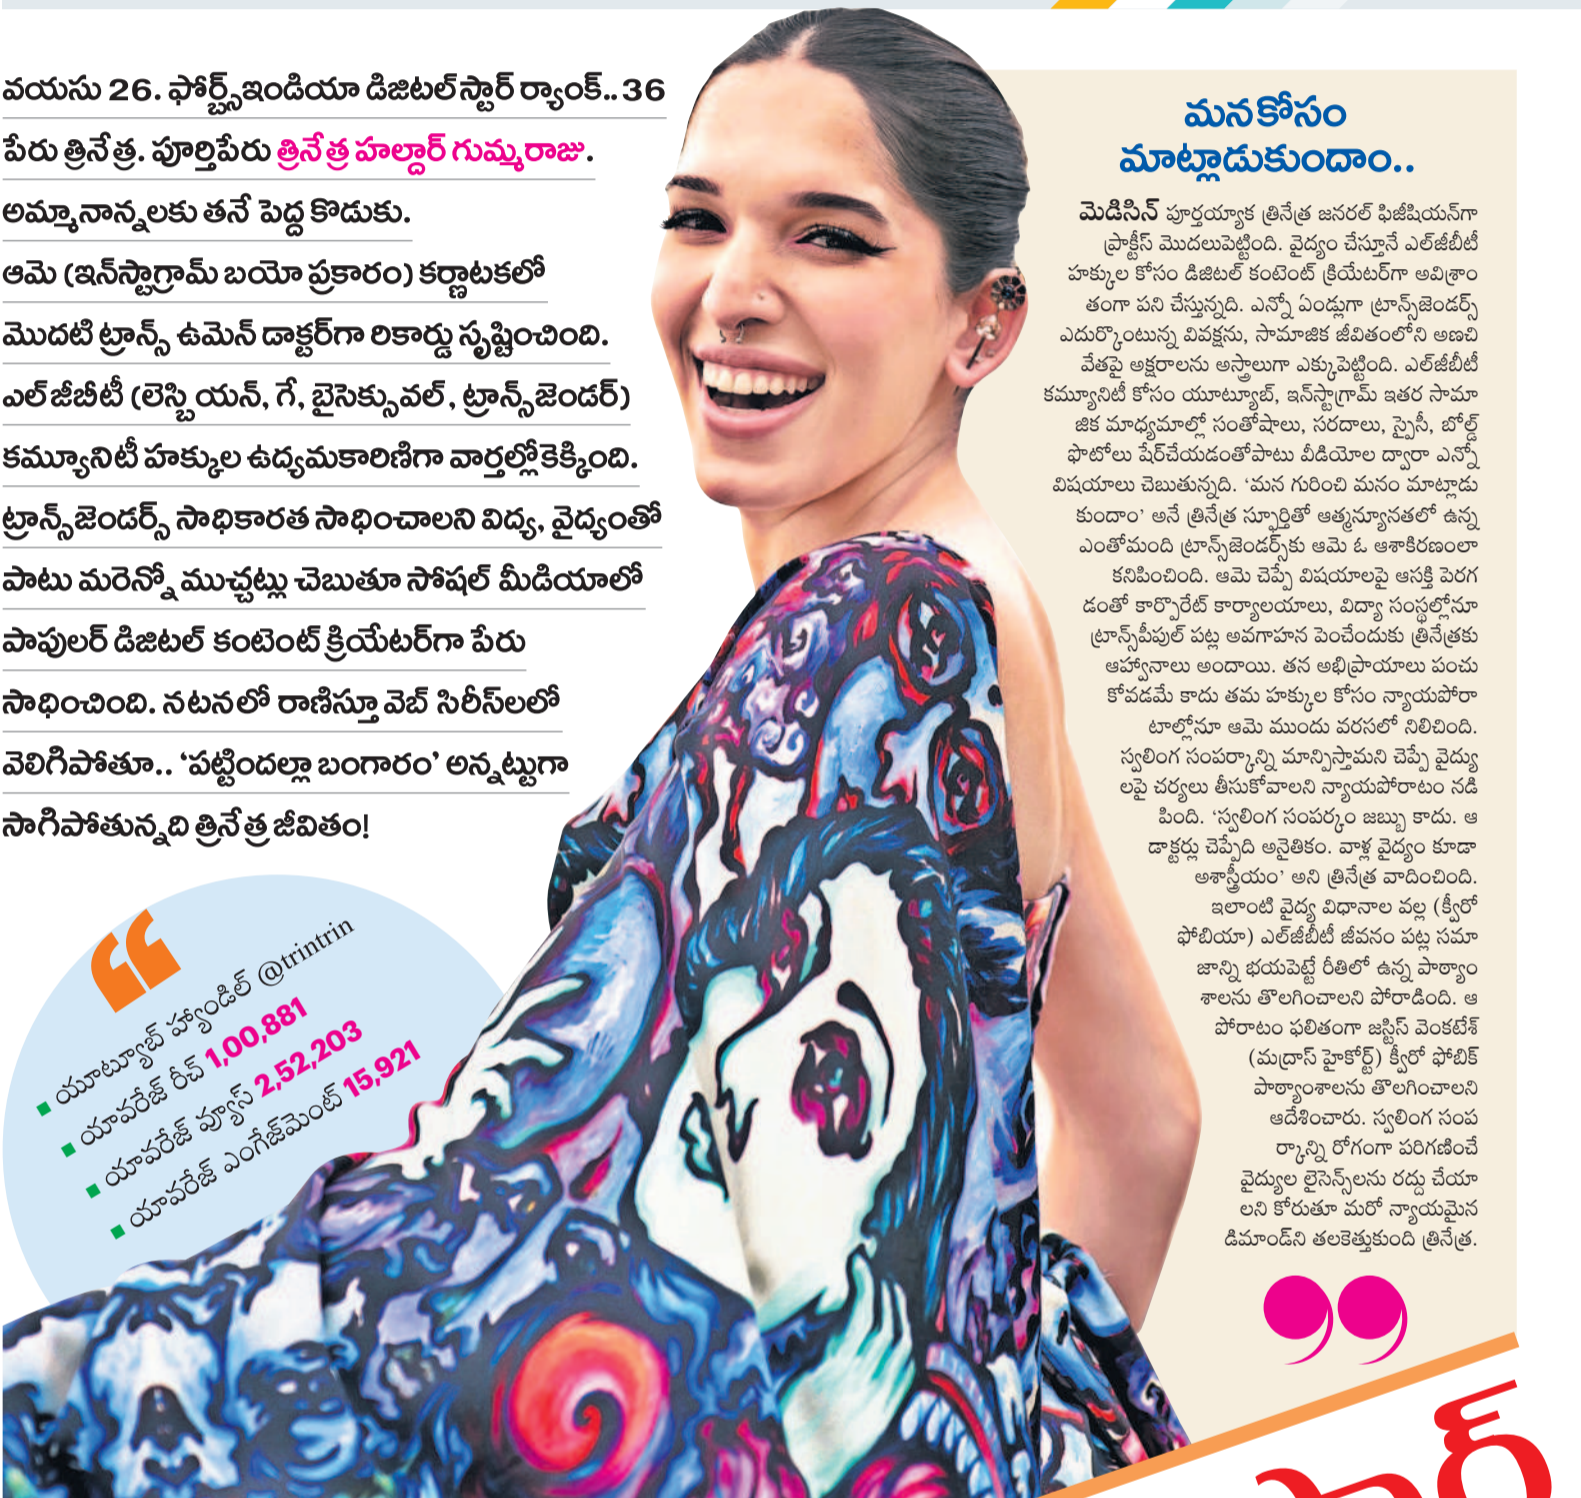 వయసు 26. ఫోర్బ్స్ఇండియా డిజిటల్ స్టార్ ర్యాంక్.. 36
పేరు త్రినేత్ర. పూర్తిపేరు త్రినేత్ర హల్దార్ గుమ్మరాజు.
అమ్మానాన్నలకు తనే పెద్ద కొడుకు.
ఆమె (ఇన్‌స్టాగ్రామ్ బయో ప్రకారం) కర్ణాటకలో
మొదటి ట్రాన్స్ ఉమెన్ డాక్టర్‌గా రికార్డు సృష్టించింది.
ఎల్‌జీబీటీ (లెస్బియన్, గే, బైసెక్సువల్, ట్రాన్స్‌జెండర్)
కమ్యూనిటీ హక్కుల ఉద్యమకారిణిగా వార్తల్లోకెక్కింది.
ట్రాన్స్‌జెండర్స్ సాధికారత సాధించాలని విద్య, వైద్యంతో
పాటు మరెన్నో ముచ్చట్లు చెబుతూ సోషల్ మీడియాలో
పాపులర్ డిజిటల్ కంటెంట్ క్రియేటర్‌గా పేరు
సాధించింది. నటనలో రాణిస్తూ వెబ్ సిరీస్‌లలో
వెలిగిపోతూ.. ‘పట్టిందల్లా బంగారం’ అన్నట్టుగా
సాగిపోతున్నది త్రినేత్ర జీవితం!
యూట్యూబ్ హ్యాండిల్ @trintrin
యావరేజ్ రీచ్ 1,00,881
యావరేజ్ వ్యూస్ 2,52,203
యావరేజ్ ఎంగేజ్‌మెంట్ 15,921
మనకోసం
మాట్లాడుకుందాం..
మెడిసిన్ పూర్తయ్యాక త్రినేత్ర జనరల్ ఫిజీషియన్‌గా
ప్రాక్టీస్ మొదలుపెట్టింది. వైద్యం చేస్తూనే ఎల్‌జీబీటీ
హక్కుల కోసం డిజిటల్ కంటెంట్ క్రియేటర్‌గా అవిశ్రాం
తంగా పని చేస్తున్నది. ఎన్నో ఏండ్లుగా ట్రాన్స్‌జెండర్స్
ఎదుర్కొంటున్న వివక్షను, సామాజిక జీవితంలోని అణచి
వేతపై అక్షరాలను అస్త్రాలుగా ఎక్కుపెట్టింది. ఎల్‌జీబీటీ
కమ్యూనిటీ కోసం యూట్యూబ్, ఇన్‌స్టాగ్రామ్ ఇతర సామా
జిక మాధ్యమాల్లో సంతోషాలు, సరదాలు, స్పైసీ, బోల్డ్
ఫొటోలు షేర్‌చేయడంతోపాటు వీడియోల ద్వారా ఎన్నో
విషయాలు చెబుతున్నది. ‘మన గురించి మనం మాట్లాడు
కుందాం’ అనే త్రినేత్ర స్ఫూర్తితో ఆత్మన్యూనతలో ఉన్న
ఎంతోమంది ట్రాన్స్‌జెండర్స్‌కు ఆమె ఓ ఆశాకిరణంలా
కనిపించింది. ఆమె చెప్పే విషయాలపై ఆసక్తి పెరగ
డంతో కార్పొరేట్ కార్యాలయాలు, విద్యా సంస్థల్లోనూ
ట్రాన్స్‌పీపుల్ పట్ల అవగాహన పెంచేందుకు త్రినేత్రకు
ఆహ్వానాలు అందాయి. తన అభిప్రాయాలు పంచు
కోవడమే కాదు తమ హక్కుల కోసం న్యాయపోరా
టాల్లోనూ ఆమె ముందు వరసలో నిలిచింది.
స్వలింగ సంపర్కాన్ని మాన్పిస్తామని చెప్పే వైద్యు
లపై చర్యలు తీసుకోవాలని న్యాయపోరాటం నడి
పింది. ‘స్వలింగ సంపర్కం జబ్బు కాదు. ఆ
డాక్టర్లు చెప్పేది అనైతికం. వాళ్ల వైద్యం కూడా
అశాస్త్రీయం’ అని త్రినేత్ర వాదించింది.
ఇలాంటి వైద్య విధానాల వల్ల (క్వీరో
ఫోబియా) ఎల్‌జీబీటీ జీవనం పట్ల సమా
జాన్ని భయపెట్టే రీతిలో ఉన్న పాఠ్యాం
శాలను తొలగించాలని పోరాడింది. ఆ
పోరాటం ఫలితంగా జస్టిస్ వెంకటేశ్
(మద్రాస్ హైకోర్ట్) క్వీరో ఫోబిక్
పాఠ్యాంశాలను తొలగించాలని
ఆదేశించారు. స్వలింగ సంప
ర్కాన్ని రోగంగా పరిగణించే
వైద్యుల లైసెన్స్‌లను రద్దు చేయా
లని కోరుతూ మరో న్యాయమైన
డిమాండ్‌ని తలకెత్తుకుంది త్రినేత్ర.